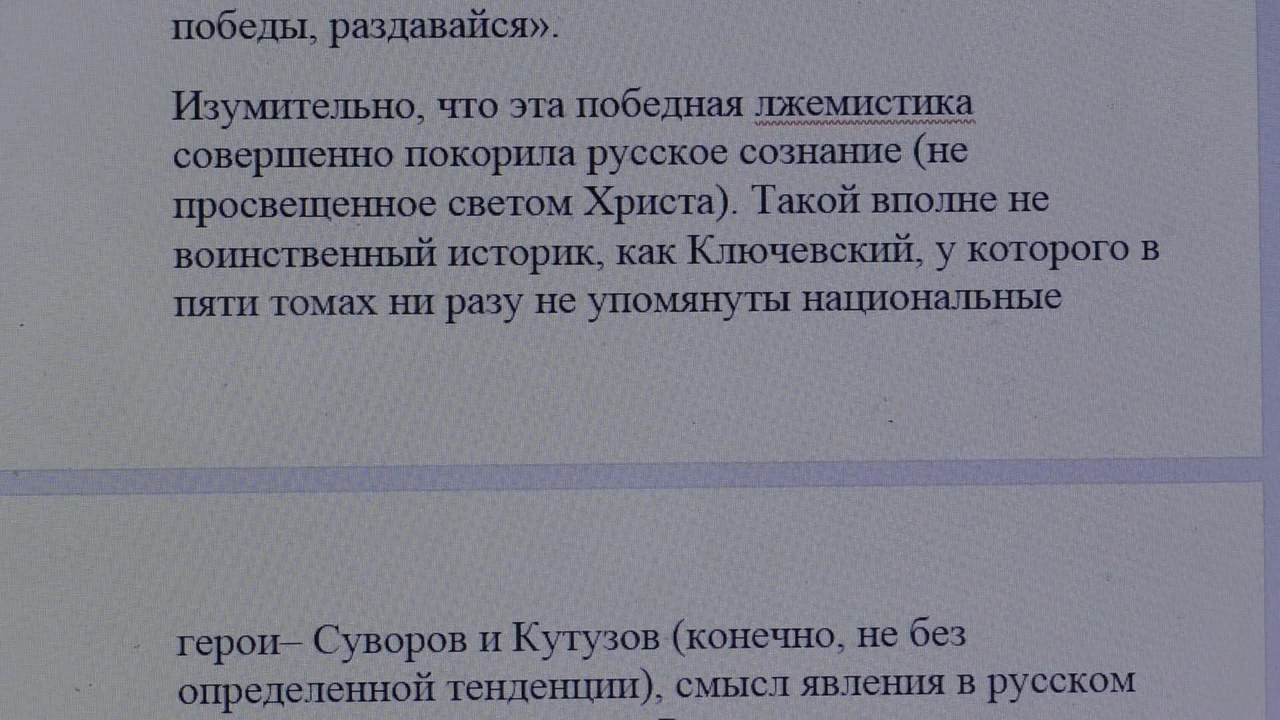 победы, раздавайся».
Изумительно, что эта победная лжемистика
совершенно покорила русское сознание (не
просвещенное светом Христа). Такой вполне не
воинственный историк, как Ключевский, у которого в
пяти томах ни разу не упомянуты национальные
герои– Суворов и Кутузов (конечно, не без
определенной тенденции), смысл явления в русском